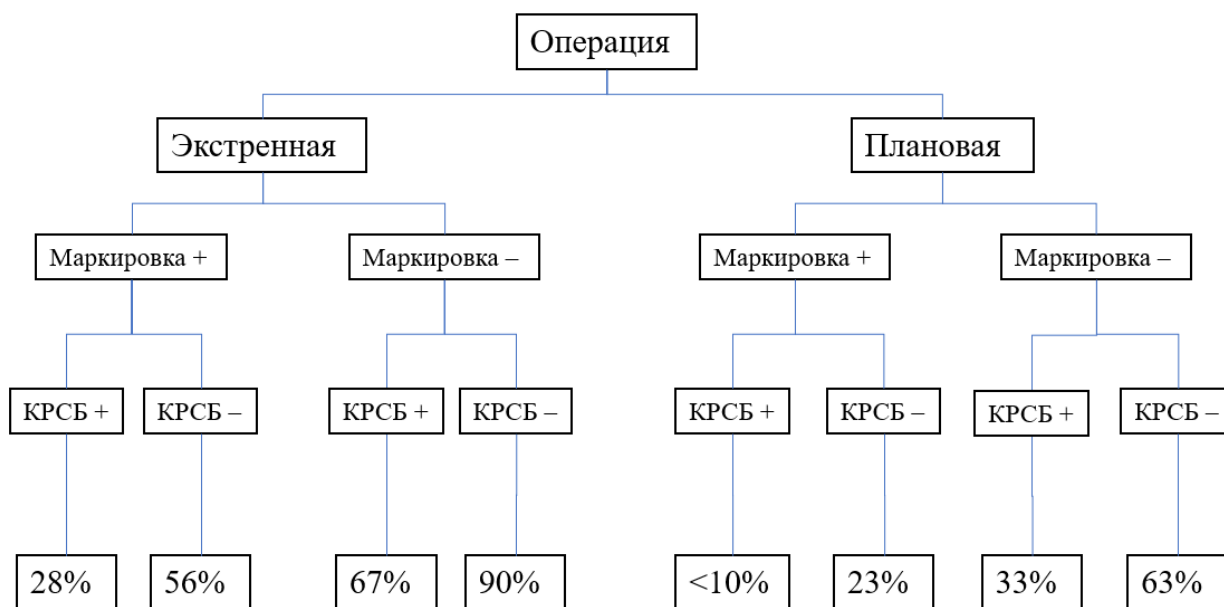 Операция
Экстренная
Плановая
Маркировка +
Маркировка –
Маркировка +
Маркировка –
КРСБ +
КРСБ –
КРСБ +
КРСБ –
КРСБ +
КРСБ –
КРСБ +
КРСБ –
28%
56%
67%
90%
<10%
23%
33%
63%